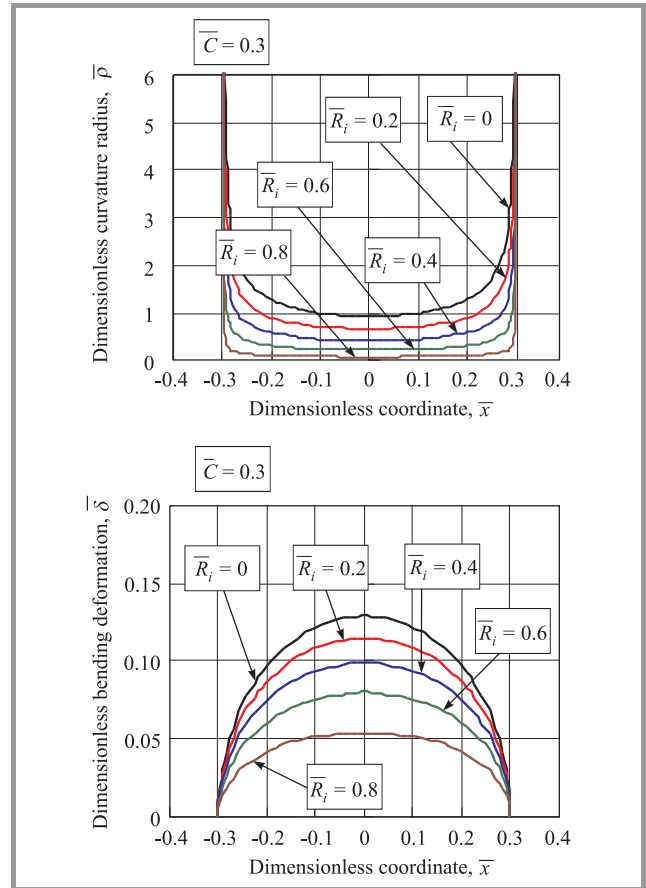 C̅ = 0.3
Dimensionless curvature radius, ρ̅
6
5
4
3
2
1
0
R̅i = 0.2
R̅i = 0
R̅i = 0.6
R̅i = 0.8
R̅i = 0.4
-0.4 -0.3 -0.2 -0.1 0 0.1 0.2 0.3 0.4
Dimensionless coordinate, x̅
C̅ = 0.3
Dimensionless bending deformation, δ̅
0.20
0.15
0.10
0.05
0
R̅i = 0
R̅i = 0.2
R̅i = 0.4
R̅i = 0.6
R̅i = 0.8
-0.4 -0.3 -0.2 -0.1 0 0.1 0.2 0.3 0.4
Dimensionless coordinate, x̅